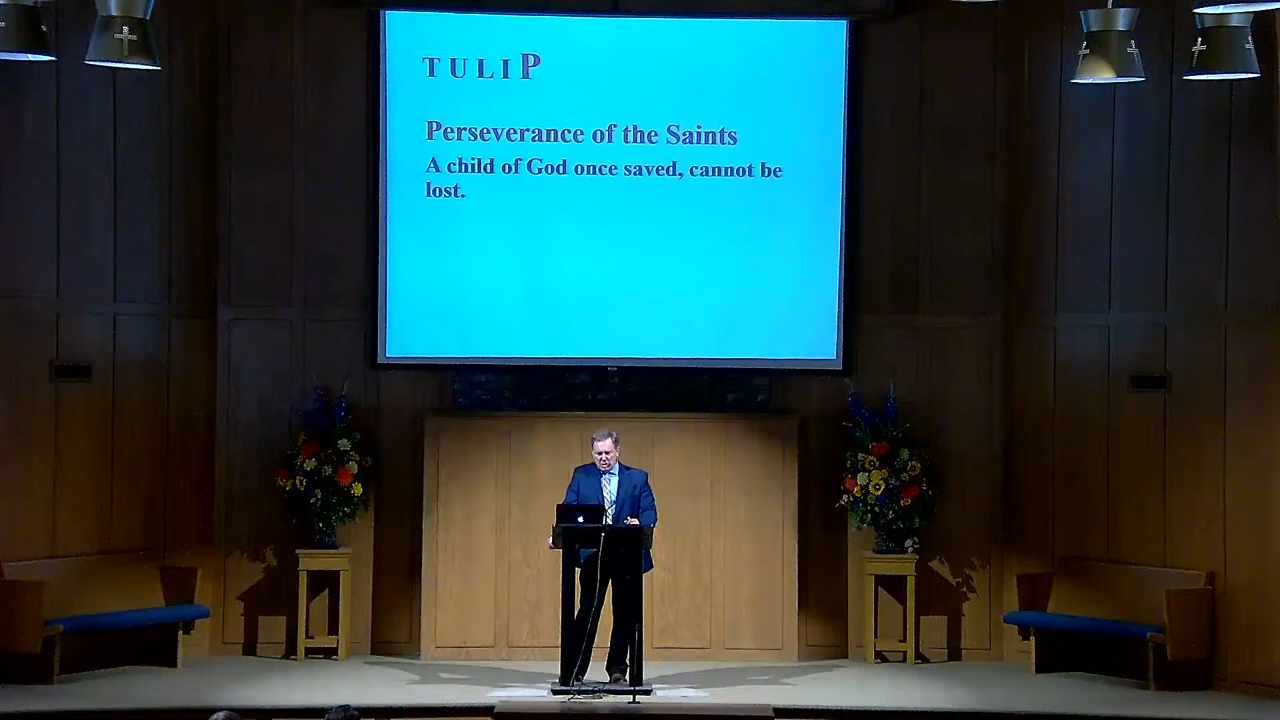 TULIP
Perseverance of the Saints
A child of God once saved, cannot be
lost.